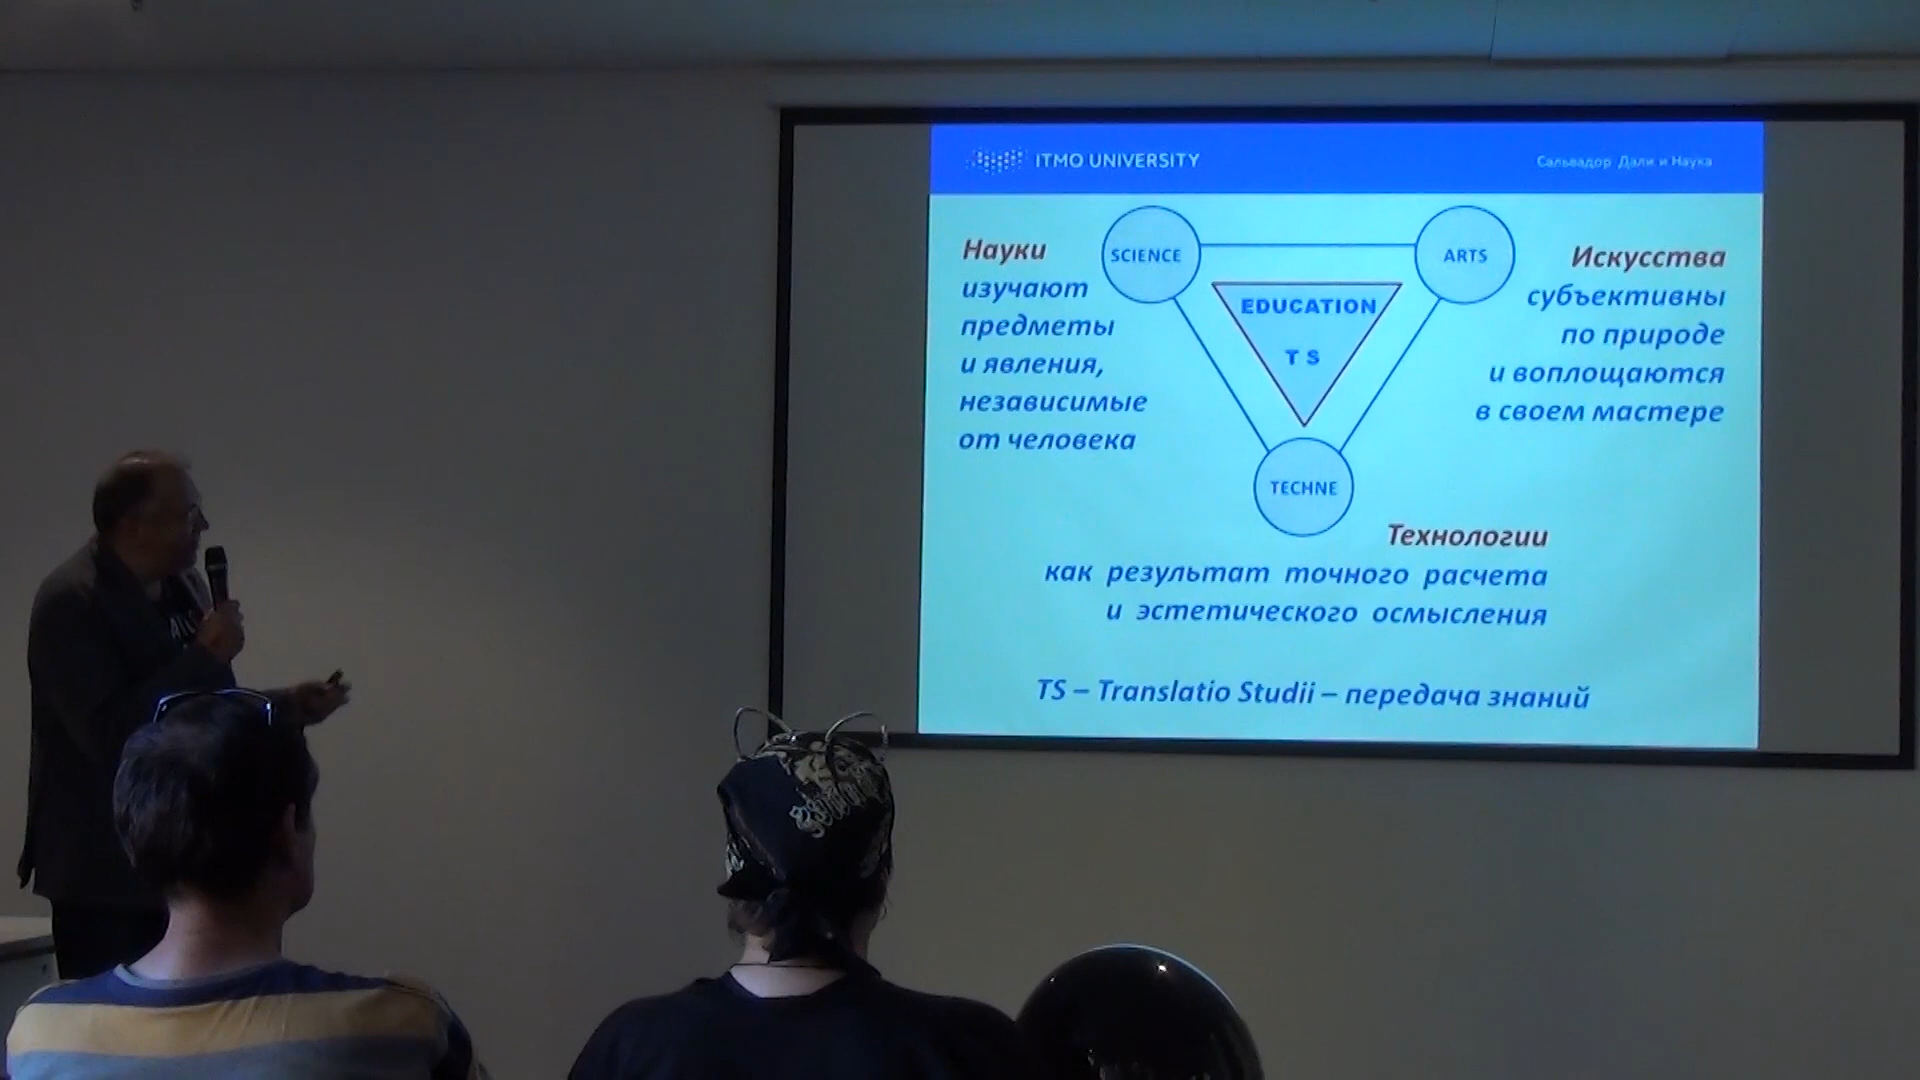 ITMO UNIVERSITY
Сальвадор Дали и Наука
SCIENCE
ARTS
EDUCATION
T S
TECHNE
Науки
изучают
предметы
и явления,
независимые
от человека
Искусства
субъективны
по природе
и воплощаются
в своем мастере
Технологии
как результат точного расчета
и эстетического осмысления
TS – Translatio Studii – передача знаний